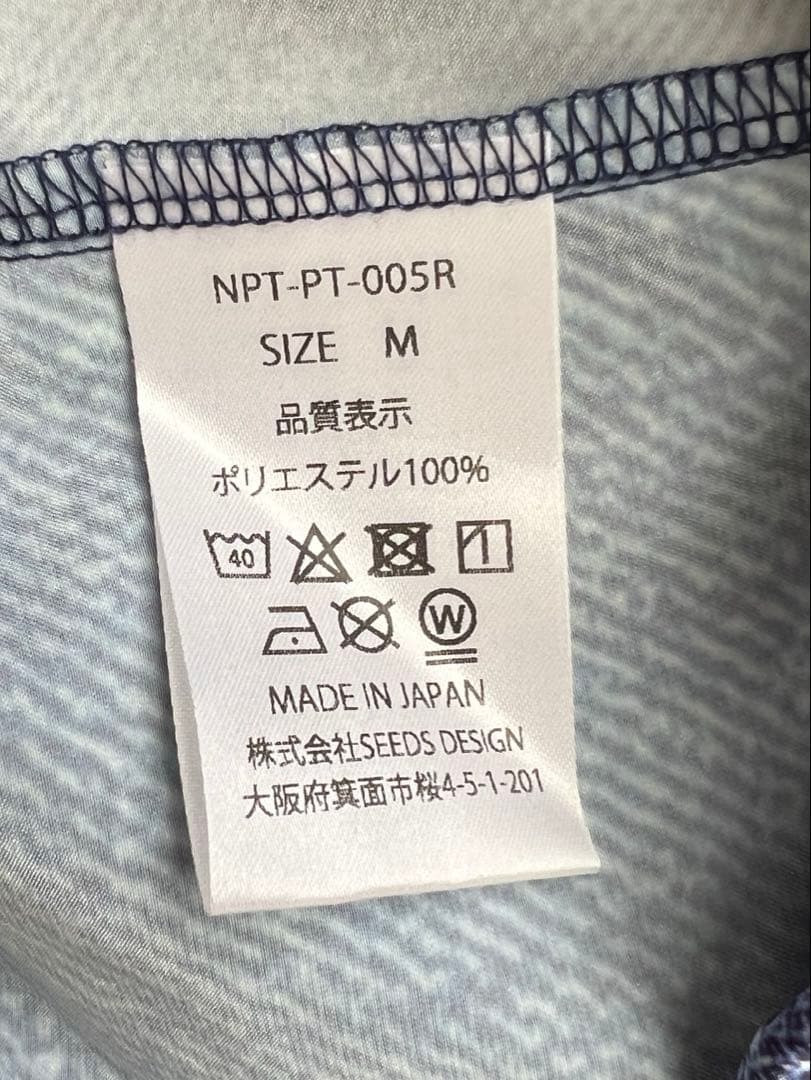 NPT-PT-005R
SIZE M
品質表示
ポリエステル100%
40
W
MADE IN JAPAN
株式会社SEEDS DESIGN
大阪府箕面市桜4-5-1-201